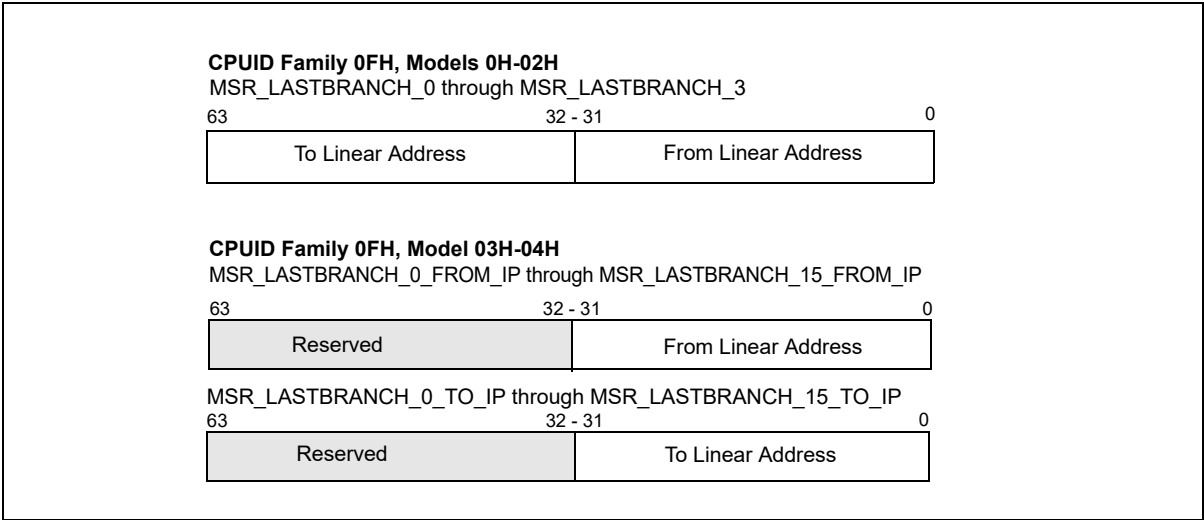 CPUID Family 0FH, Models 0H-02H
MSR_LASTBRANCH_0 through MSR_LASTBRANCH_3
63 32 - 31 0
To Linear Address From Linear Address
CPUID Family 0FH, Model 03H-04H
MSR_LASTBRANCH_0_FROM_IP through MSR_LASTBRANCH_15_FROM_IP
63 32 - 31 0
Reserved From Linear Address
MSR_LASTBRANCH_0_TO_IP through MSR_LASTBRANCH_15_TO_IP
63 32 - 31 0
Reserved To Linear Address